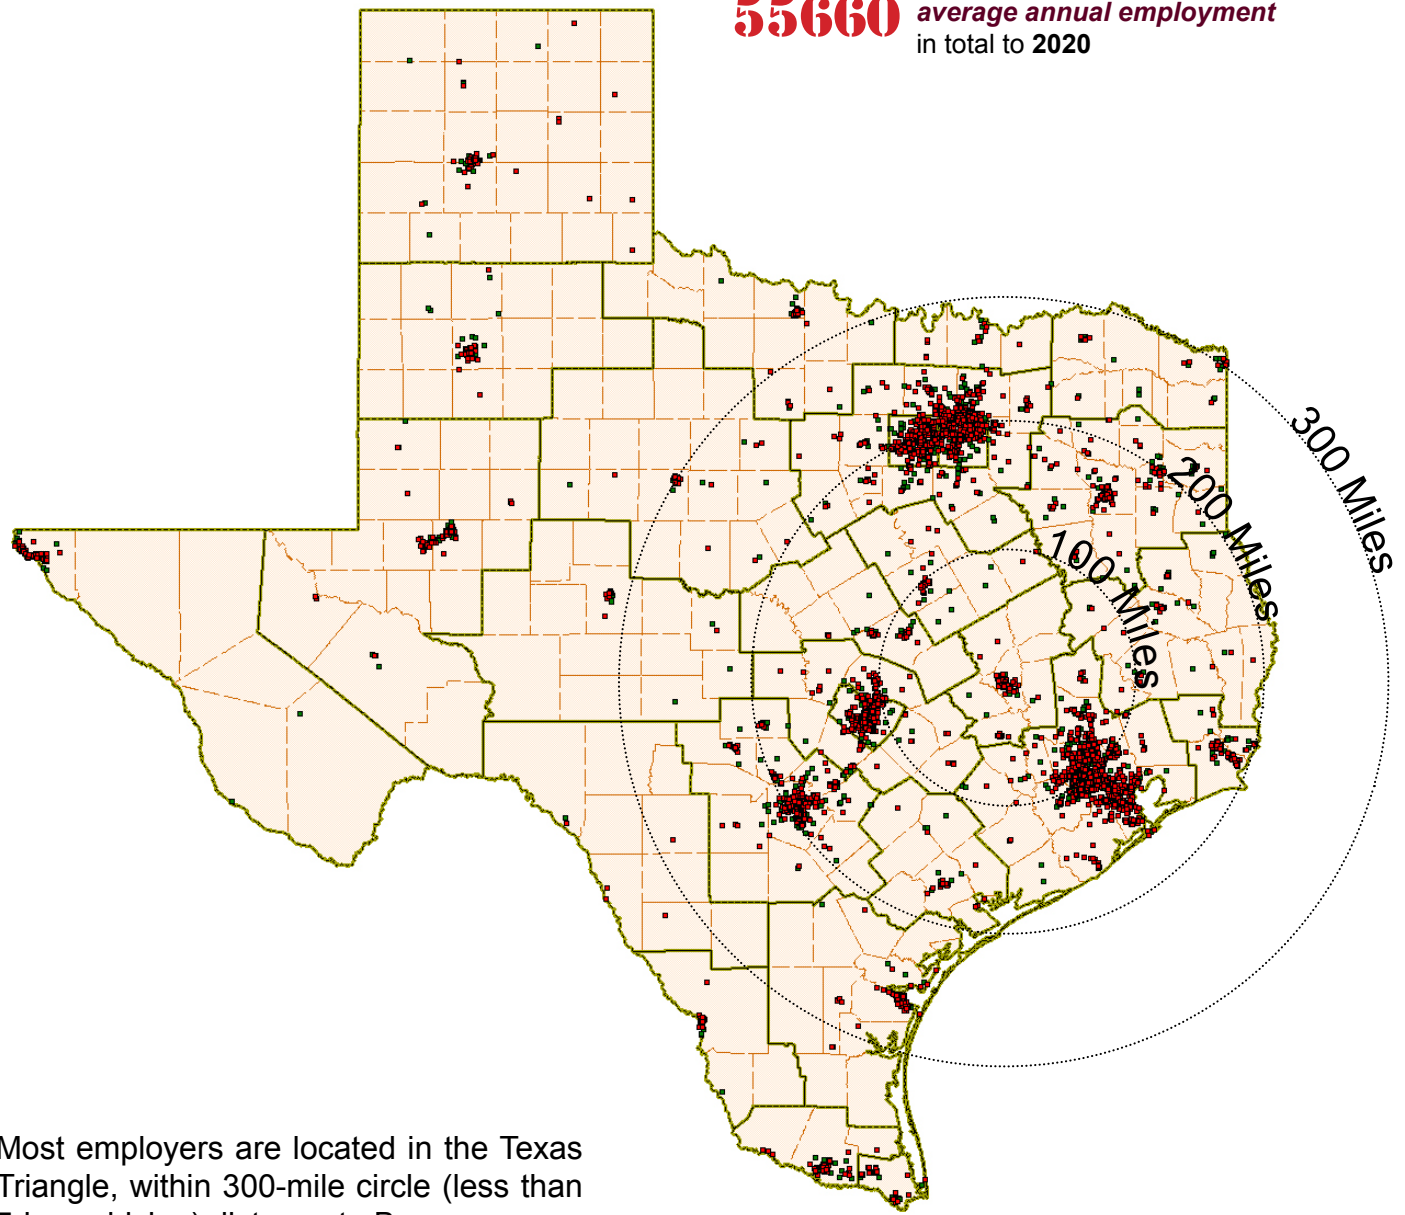 55660 average annual employment
in total to 2020
300 Miles
200 Miles
100 Miles
Most employers are located in the Texas
Triangle, within 300-mile circle (less than